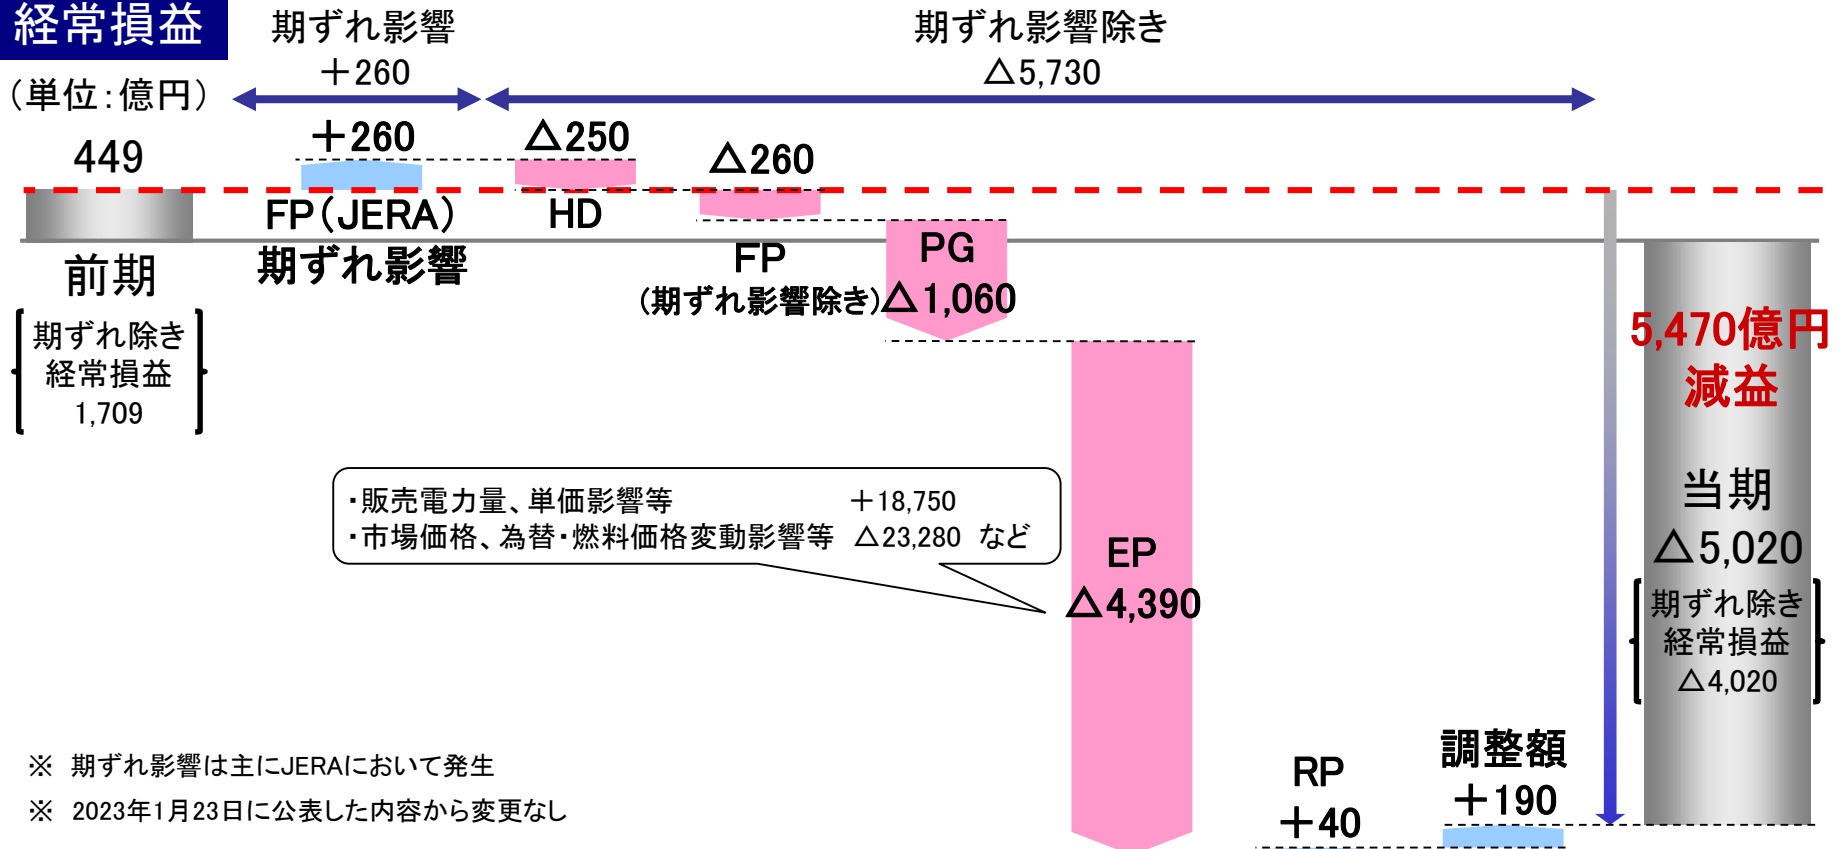 経常損益
(単位:億円)
期ずれ影響
+260
期ずれ影響除き
△5,730
449
前期
期ずれ除き
経常損益
1,709
+260
FP(JERA)
期ずれ影響
△250
HD
△260
FP
(期ずれ影響除き)
PG
△1,060
・販売電力量、単価影響等 +18,750
・市場価格、為替・燃料価格変動影響等 △23,280 など
EP
△4,390
RP
+40
調整額
+190
5,470億円
減益
当期
△5,020
期ずれ除き
経常損益
△4,020
※ 期ずれ影響は主にJERAにおいて発生
※ 2023年1月23日に公表した内容から変更なし